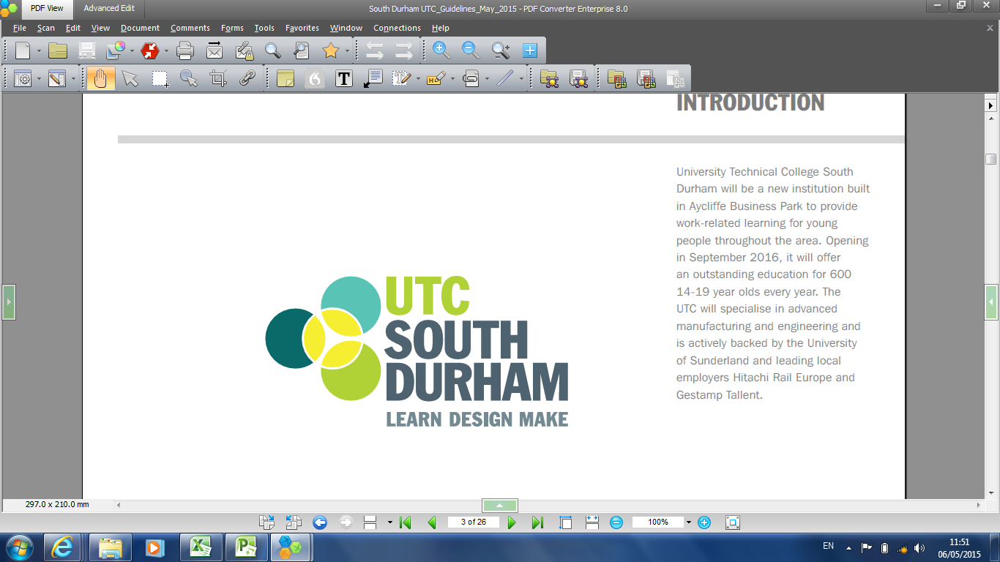 PDF View
Advanced Edit
South Durham UTC_Guidelines_May_2015 - PDF Converter Enterprise 8.0
File Scan Edit View Document Comments Forms Tools Favorites Window Connections Help
INTRODUCTION
University Technical College South
Durham will be a new institution built
in Aycliffe Business Park to provide
work-related learning for young
people throughout the area. Opening
in September 2016, it will offer
an outstanding education for 600
14-19 year olds every year. The
UTC will specialise in advanced
manufacturing and engineering and
is actively backed by the University
of Sunderland and leading local
employers Hitachi Rail Europe and
Gestamp Tallent.
UTC
SOUTH
DURHAM
LEARN DESIGN MAKE
297.0 x 210.0 mm
3 of 26
100%
EN
11:51
06/05/2015